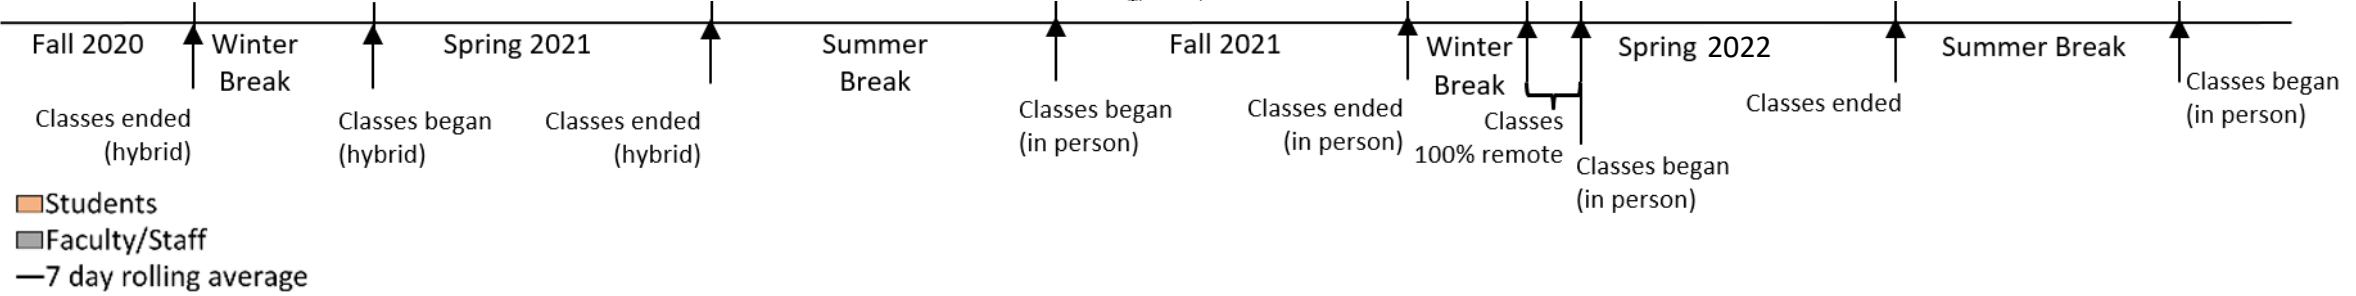 Fall 2020
Winter
Break
Spring 2021
Summer
Break
Fall 2021
Winter
Break
Spring 2022
Summer Break
Classes ended
(hybrid)
Classes began
(hybrid)
Classes ended
(hybrid)
Classes began
(in person)
Classes ended
(in person)
Classes
100% remote
Classes began
(in person)
Classes ended
Classes began
(in person)
Students
Faculty/Staff
7 day rolling average